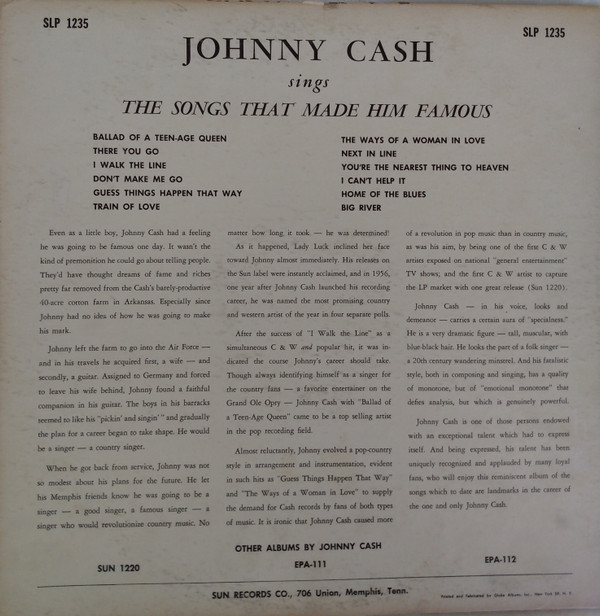 SLP 1235
SLP 1235
JOHNNY CASH
sings
THE SONGS THAT MADE HIM FAMOUS
BALLAD OF A TEEN-AGE QUEEN
THERE YOU GO
I WALK THE LINE
DON'T MAKE ME GO
GUESS THINGS HAPPEN THAT WAY
TRAIN OF LOVE
THE WAYS OF A WOMAN IN LOVE
NEXT IN LINE
YOU'RE THE NEAREST THING TO HEAVEN
I CAN'T HELP IT
HOME OF THE BLUES
BIG RIVER
Even as a little boy, Johnny Cash had a feeling
he was going to be famous one day. It wasn't the
kind of premonition he could go about telling people.
They'd have thought dreams of fame and riches
pretty far removed from the Cash's barely-productive
40-acre cotton farm in Arkansas. Especially since
Johnny had no idea of how he was going to make
his mark.
Johnny left the farm to go into the Air Force —
and in his travels he acquired first, a wife — and
secondly, a guitar. Assigned to Germany and forced
to leave his wife behind, Johnny found a faithful
companion in his guitar. The boys in his barracks
seemed to like his "pickin' and singin' " and gradually
the plan for a career began to take shape. He would
be a singer — a country singer.
When he got back from service, Johnny was not
so modest about his plans for the future. He let
his Memphis friends know he was going to be a
singer — a good singer, a famous singer — a
singer who would revolutionize country music. No
matter how long it took — he was determined!
As it happened, Lady Luck inclined her face
toward Johnny almost immediately. His releases on
the Sun label were instantly acclaimed, and in 1956,
one year after Johnny Cash launched his recording
career, he was named the most promising country
and western artist of the year in four separate polls.
After the success of "I Walk the Line" as a
simultaneous C & W and popular hit, it was in-
dicated the course Johnny's career should take.
Though always identifying himself as a singer for
the country fans — a favorite entertainer on the
Grand Ole Opry — Johnny Cash with "Ballad of
a Teen-Age Queen" came to be a top selling artist
in the pop recording field.
Almost reluctantly, Johnny evolved a pop-country
style in arrangement and instrumentation, evident
in such hits as "Guess Things Happen That Way"
and "The Ways of a Woman in Love" to supply
the demand for Cash records by fans of both types
of music. It is ironic that Johnny Cash caused more
of a revolution in pop music than in country music,
as was his aim, by being one of the first C & W
artists exposed on national "general entertainment"
TV shows; and the first C & W artist to capture
the LP market with one great release (Sun 1220).
Johnny Cash — in his voice, looks and
demeanor — carries a certain aura of "specialness."
He is a very dramatic figure — tall, muscular, with
blue-black hair. He looks the part of a folk singer —
a 20th century wandering minstrel. And his fatalistic
style, both in composing and singing, has a quality
of monotone, but of "emotional monotone" that
defies analysis, but which is genuinely powerful.
Johnny Cash is one of those persons endowed
with an exceptional talent which had to express
itself. And being expressed, his talent has been
uniquely recognized and applauded by many loyal
fans, who will enjoy this reminiscent album of the
songs which to date are landmarks in the career of
the one and only Johnny Cash.
OTHER ALBUMS BY JOHNNY CASH
SUN 1220
EPA-111
EPA-112
SUN RECORDS CO., 706 Union, Memphis, Tenn.
Printed and Fabricated by Globe Albums, Inc., New York